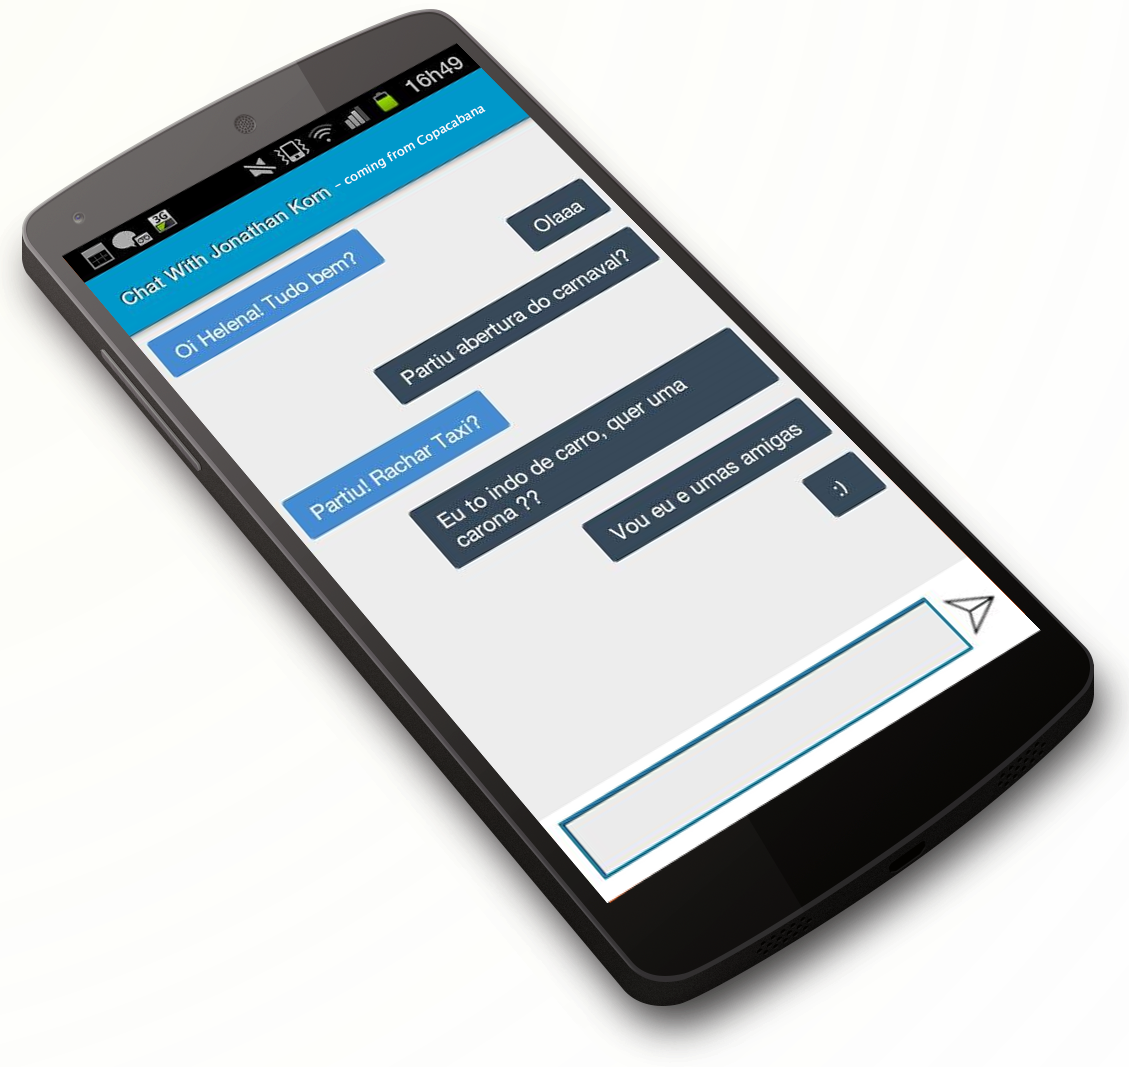 3G
16h49
Chat With Jonathan Korn - coming from Copacabana
Oi Helena! Tudo bem?
Olaaa
Partiu abertura do carnaval?
Partiu! Rachar Taxi?
Eu to indo de carro, quer uma
carona ??
Vou eu e umas amigas
:)